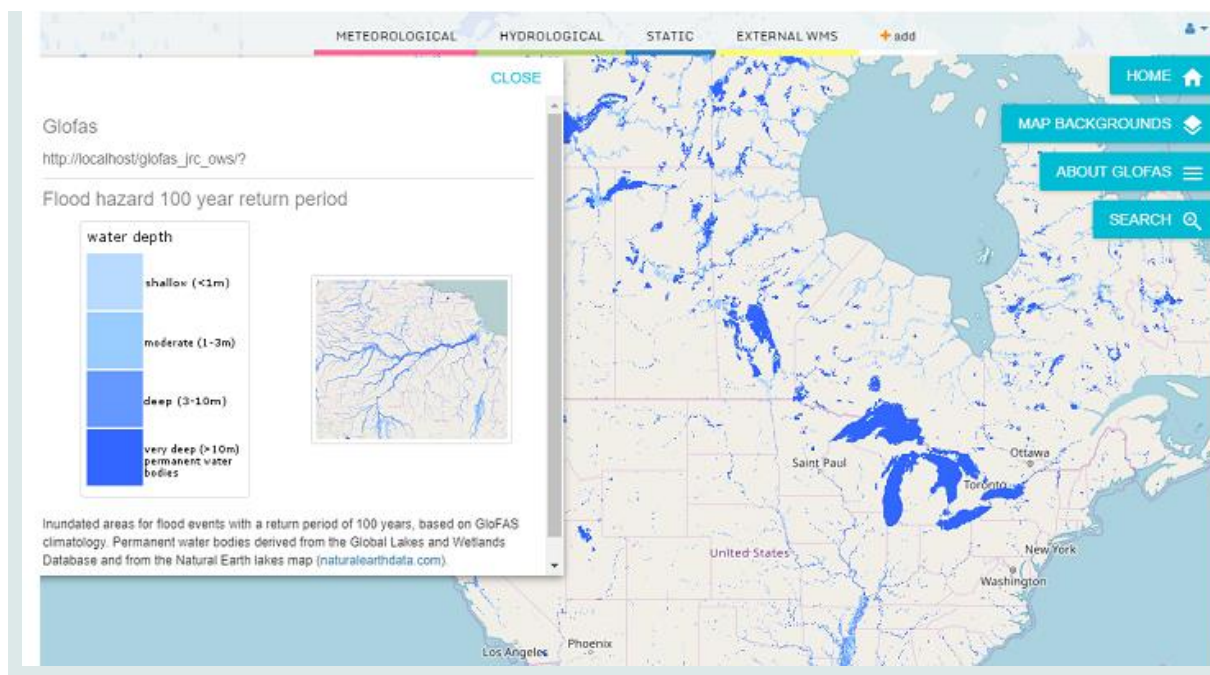 METEOROLOGICAL HYDROLOGICAL STATIC EXTERNAL WMS + add
CLOSE
Glofas
http://localhost/glofas_jrc_ows/?
Flood hazard 100 year return period
water depth
shallow (<1m)
moderate (1-3m)
deep (3-10m)
very deep (>10m)
permanent water
bodies
Inundated areas for flood events with a return period of 100 years, based on GloFAS
climatology. Permanent water bodies derived from the Global Lakes and Wetlands
Database and from the Natural Earth lakes map (naturalearthdata.com).
HOME
MAP BACKGROUNDS
ABOUT GLOFAS
SEARCH
Ottawa
Saint Paul
Toronto
United States
New York
Washington
Phoenix
Los Angeles